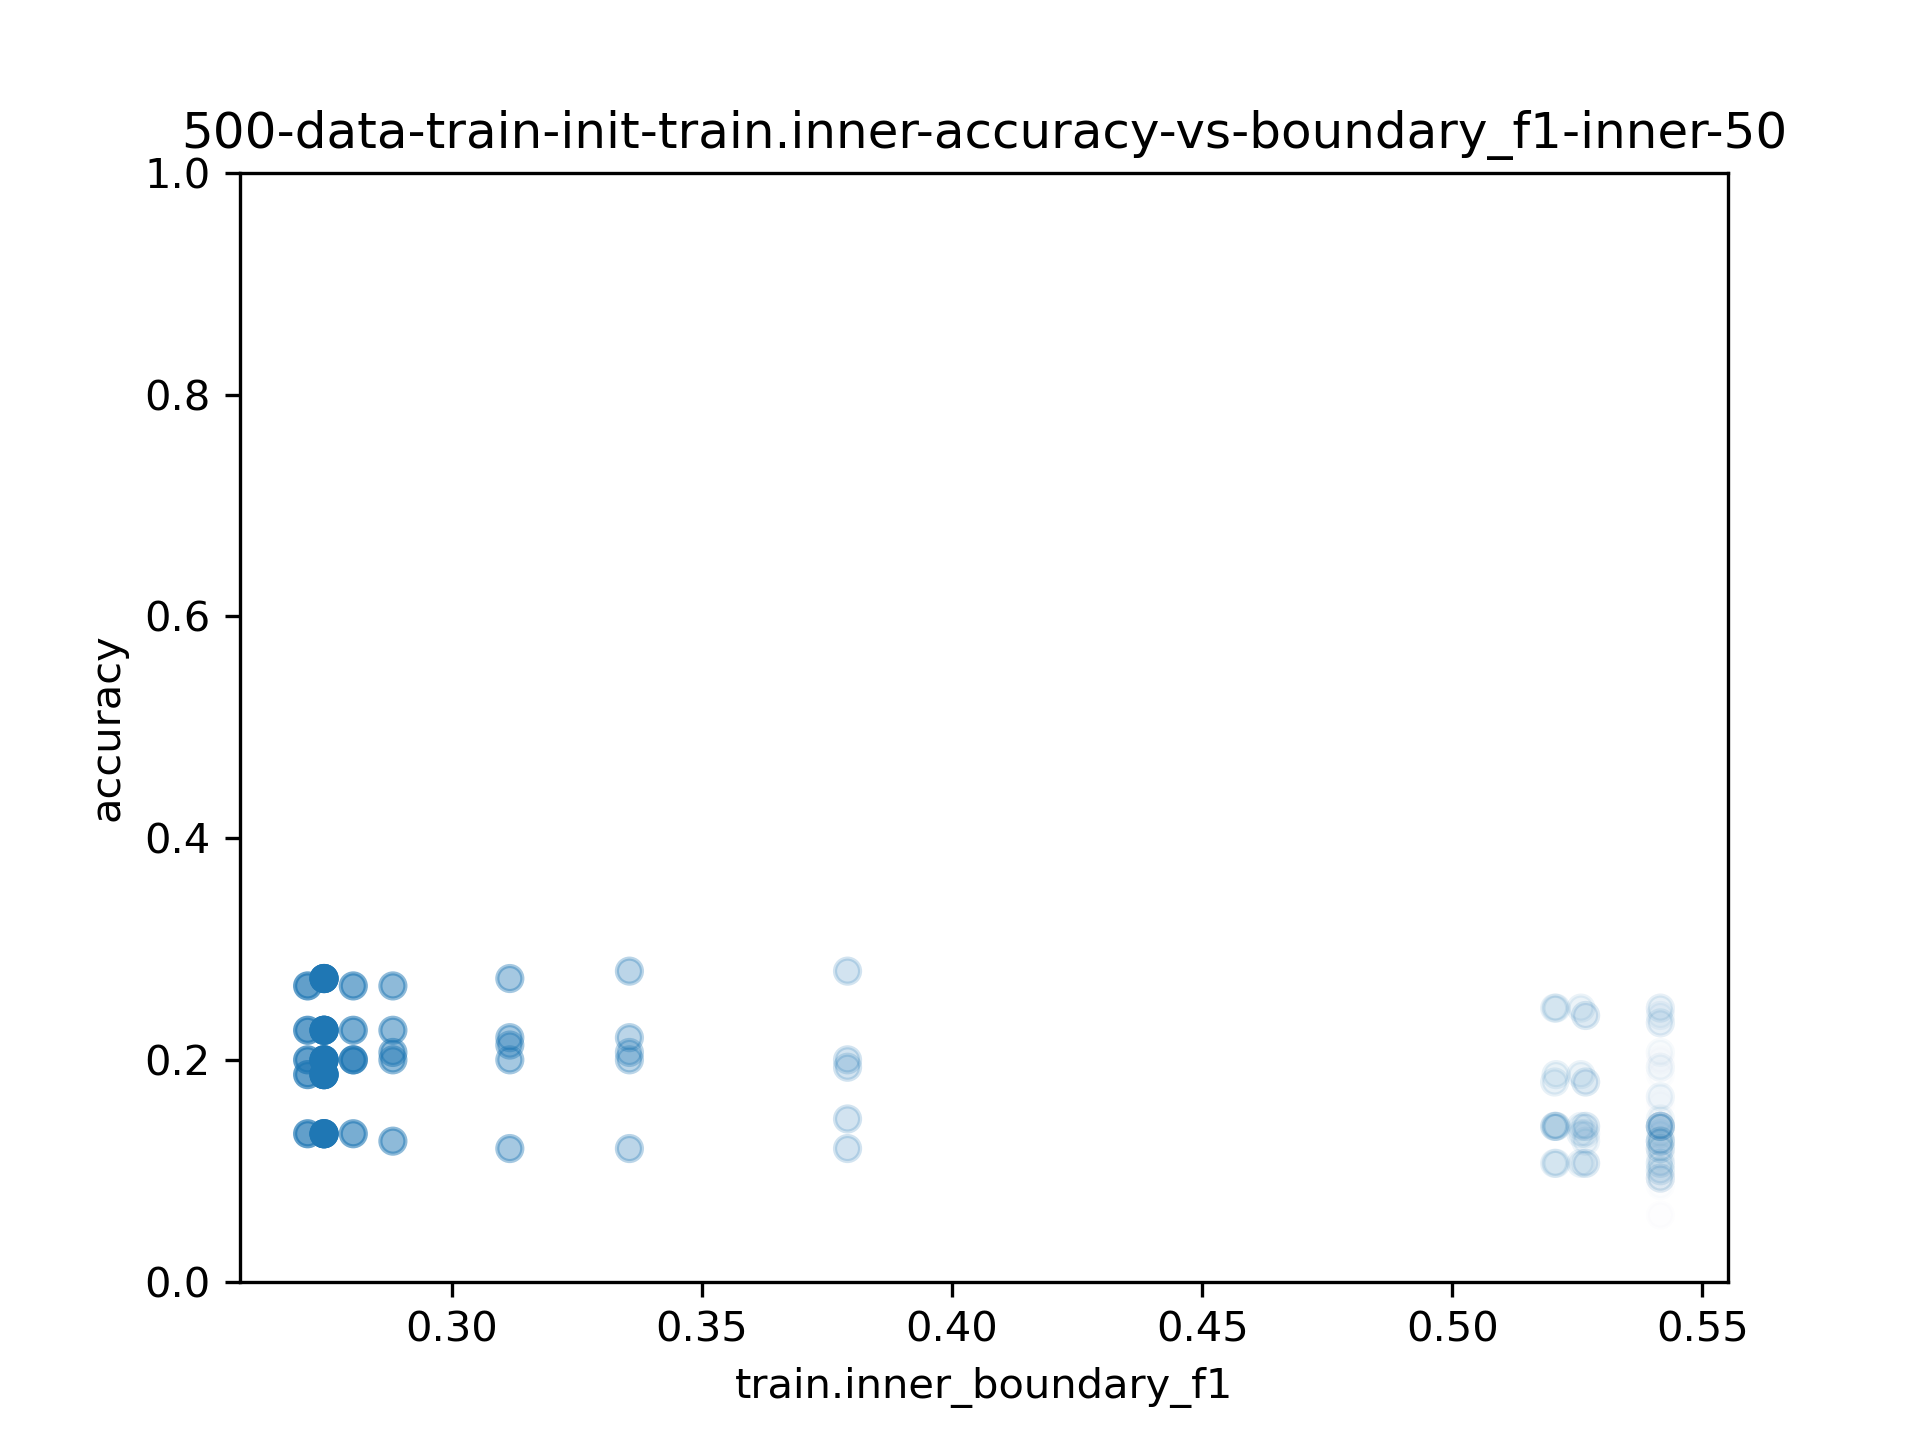 500-data-train-init-train.inner-accuracy-vs-boundary_f1-inner-50
1.0
0.8
0.6
0.4
0.2
0.0
accuracy
0.30 0.35 0.40 0.45 0.50 0.55
train.inner_boundary_f1